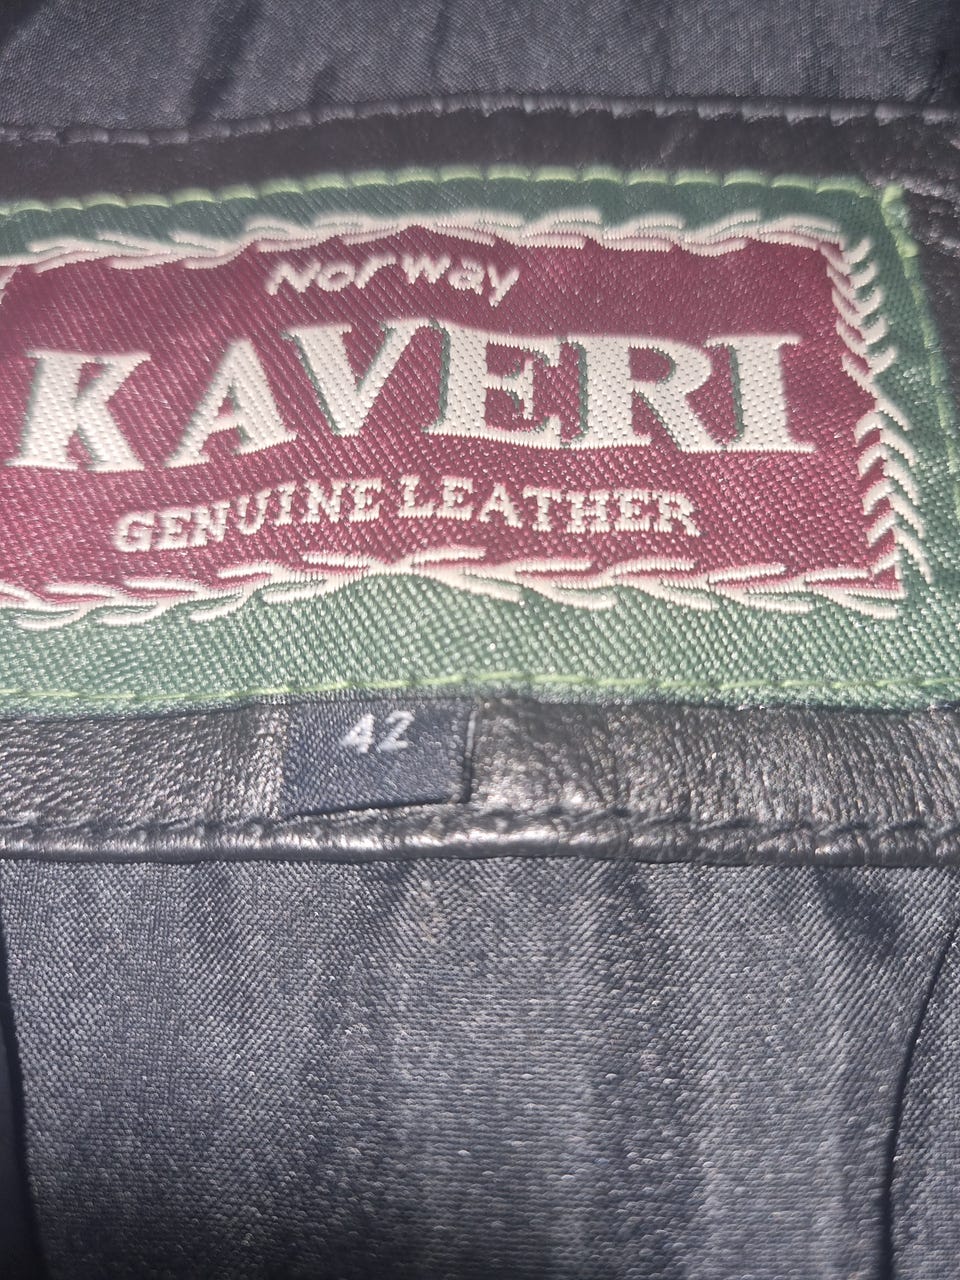 Norway
KAVERI
GENUINE LEATHER
42